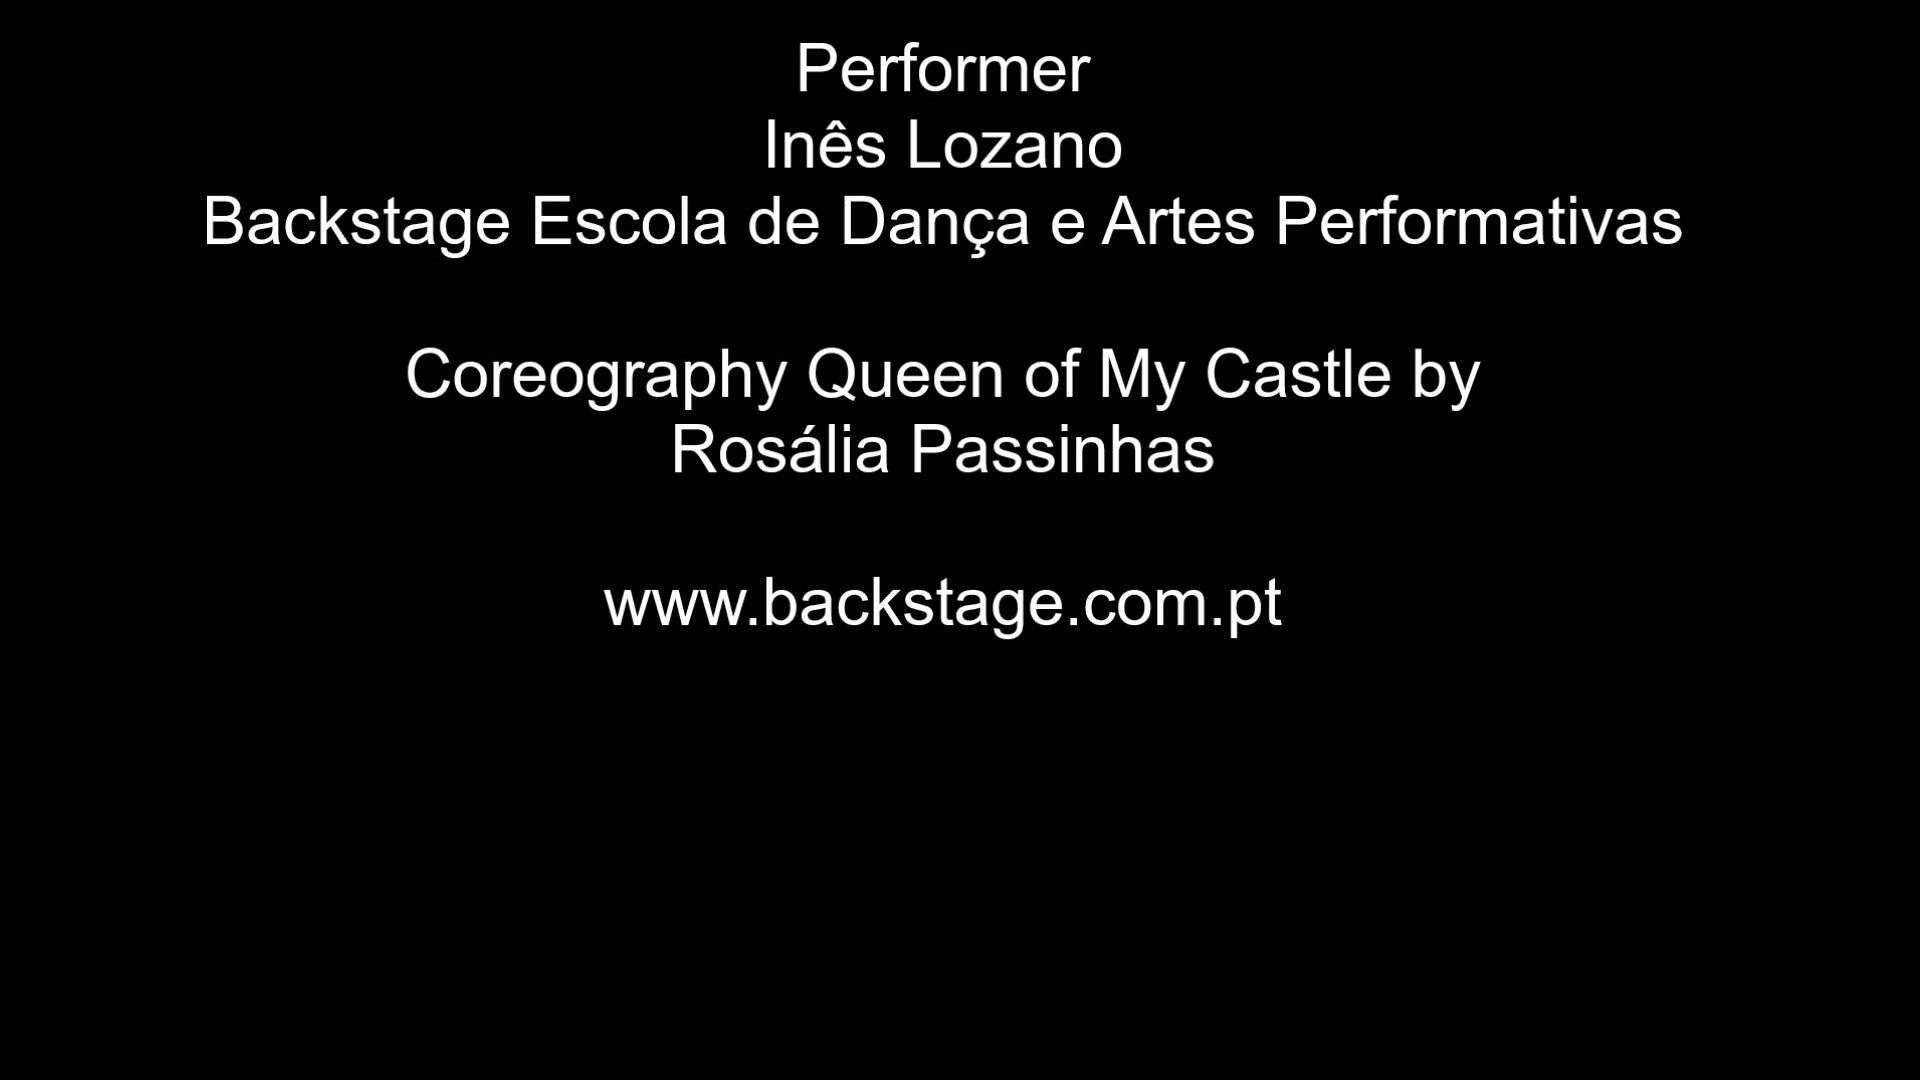 Performer
Inês Lozano
Backstage Escola de Dança e Artes Performativas
Coreography Queen of My Castle by
Rosália Passinhas
www.backstage.com.pt